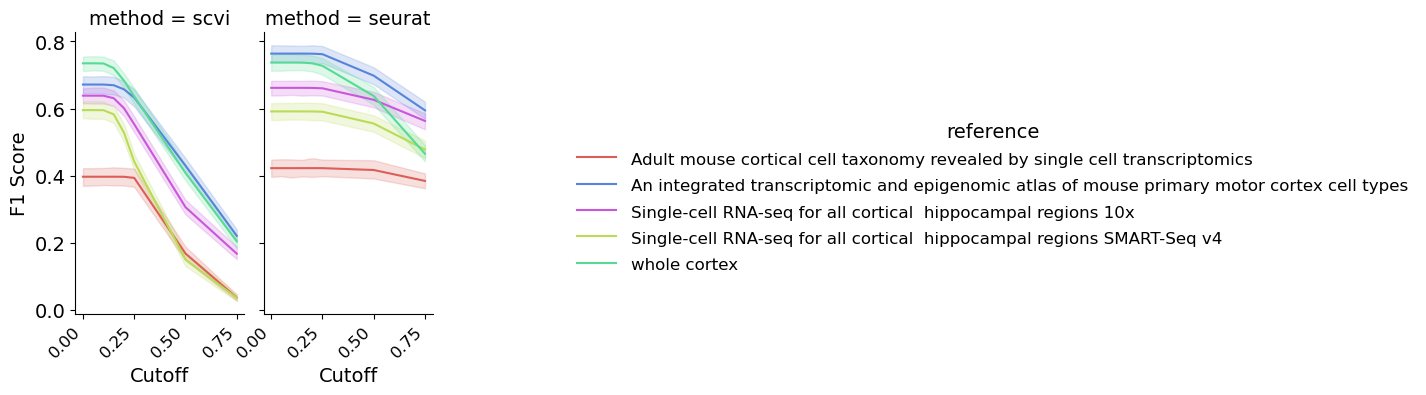 method = scvi
method = seurat
F1 Score
0.8
0.6
0.4
0.2
0.0
0.00
0.25
0.50
0.75
0.00
0.25
0.50
0.75
Cutoff
Cutoff
reference
Adult mouse cortical cell taxonomy revealed by single cell transcriptomics
An integrated transcriptomic and epigenomic atlas of mouse primary motor cortex cell types
Single-cell RNA-seq for all cortical  hippocampal regions 10x
Single-cell RNA-seq for all cortical  hippocampal regions SMART-Seq v4
whole cortex